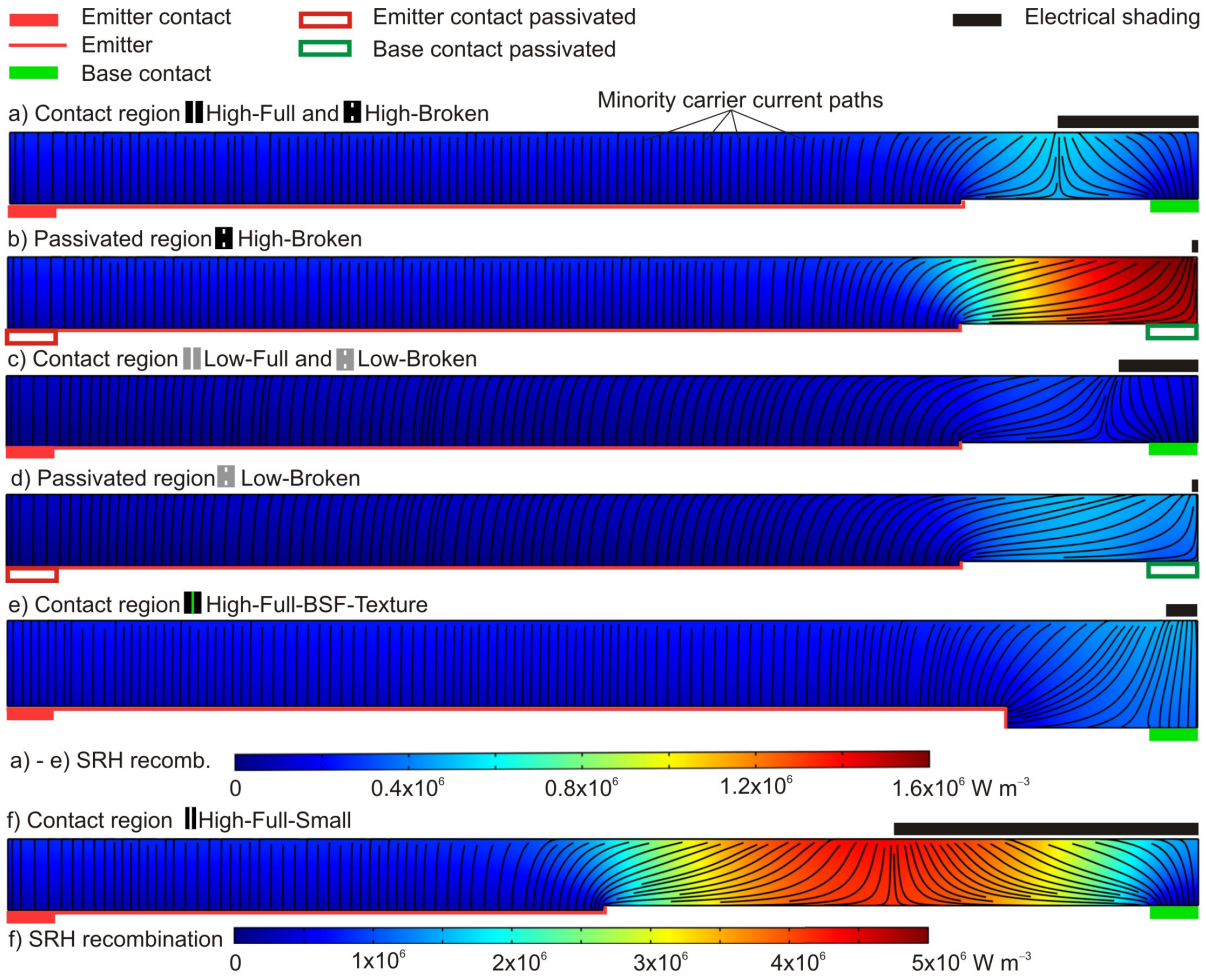 Emitter contact
Emitter contact passivated
Electrical shading
Emitter
Base contact passivated
Base contact
a) Contact region High-Full and High-Broken
Minority carrier current paths
b) Passivated region High-Broken
c) Contact region Low-Full and Low-Broken
d) Passivated region Low-Broken
e) Contact region High-Full-BSF-Texture
a) - e) SRH recomb.
0 0.4x10⁶ 0.8x10⁶ 1.2x10⁶ 1.6x10⁶ W m⁻³
f) Contact region High-Full-Small
f) SRH recombination
0 1x10⁶ 2x10⁶ 3x10⁶ 4x10⁶ 5x10⁶ W m⁻³